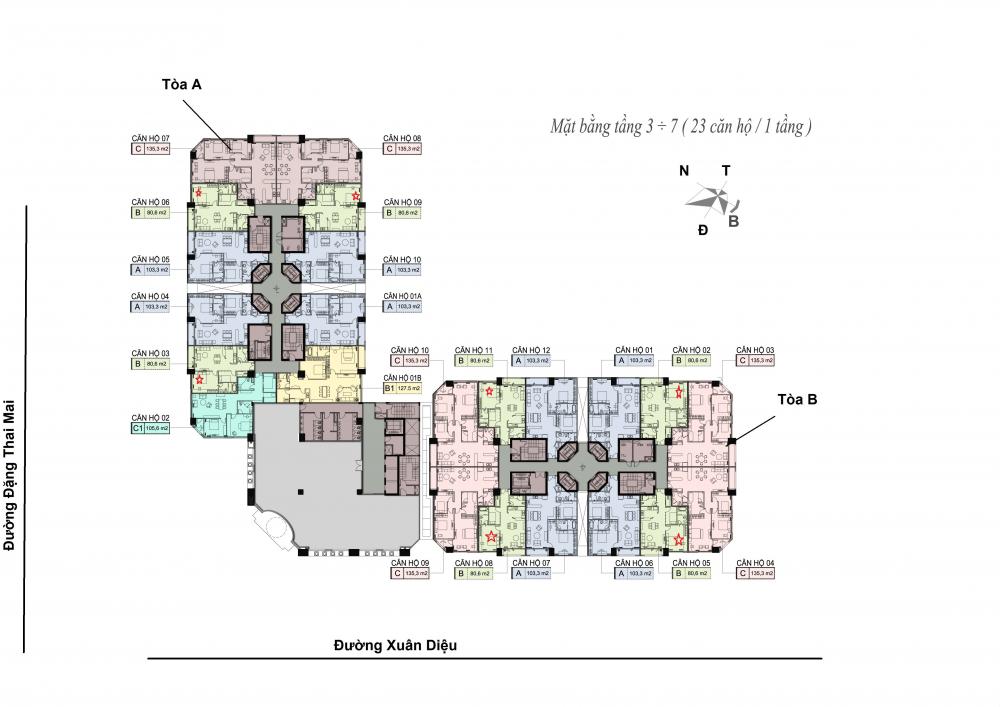 Tòa A
Mặt bằng tầng 3 ÷ 7 ( 23 căn hộ / 1 tầng )
N T
Đ B
CĂN HỘ 07
C 135,3 m2
CĂN HỘ 08
C 135,3 m2
CĂN HỘ 06
B 80,6 m2
CĂN HỘ 09
B 80,6 m2
CĂN HỘ 05
A 103,3 m2
CĂN HỘ 10
A 103,3 m2
CĂN HỘ 04
A 103,3 m2
CĂN HỘ 01A
A 103,3 m2
CĂN HỘ 03
B 80,6 m2
CĂN HỘ 01B
B1 127.5 m2
CĂN HỘ 02
C1 105,6 m2
CĂN HỘ 10
C 135,3 m2
CĂN HỘ 11
B 80,6 m2
CĂN HỘ 12
A 103,3 m2
CĂN HỘ 01
A 103,3 m2
CĂN HỘ 02
B 80,6 m2
CĂN HỘ 03
C 135,3 m2
Tòa B
CĂN HỘ 09
C 135,3 m2
CĂN HỘ 08
B 80,6 m2
CĂN HỘ 07
A 103,3 m2
CĂN HỘ 06
A 103,3 m2
CĂN HỘ 05
B 80,6 m2
CĂN HỘ 04
C 135,3 m2
Đường Đặng Thai Mai
Đường Xuân Diệu